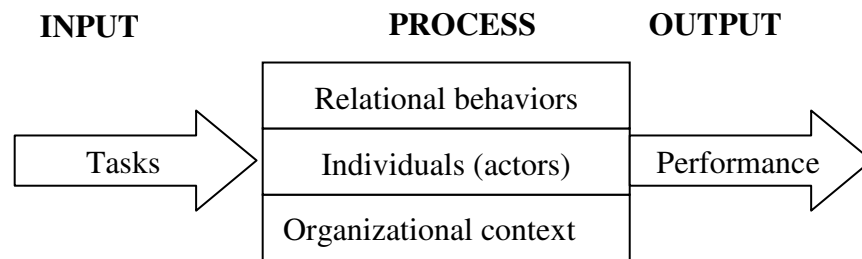 INPUT PROCESS OUTPUT
Relational behaviors
Tasks Individuals (actors) Performance
Organizational context